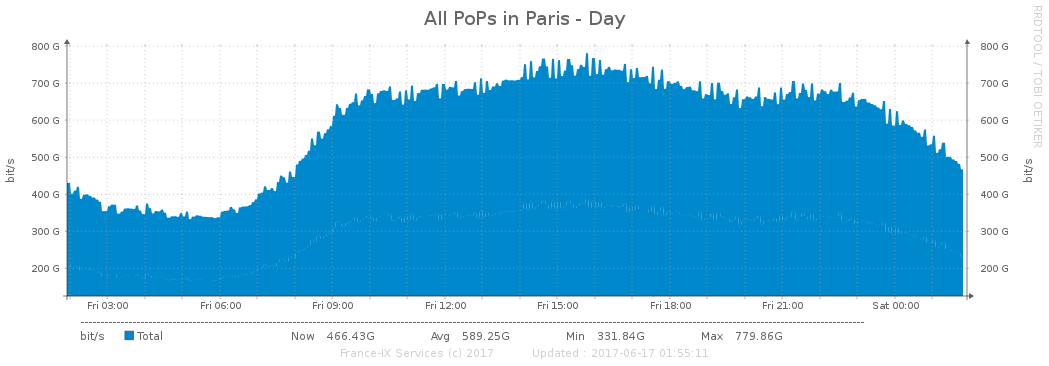 All PoPs in Paris - Day
RRDTOOL / TOBI OETIKER
800 G 800 G
700 G 700 G
600 G 600 G
500 G 500 G
400 G 400 G
300 G 300 G
200 G 200 G
bit/s bit/s
Fri 03:00 Fri 06:00 Fri 09:00 Fri 12:00 Fri 15:00 Fri 18:00 Fri 21:00 Sat 00:00
bit/s Total Now 466.43G Avg 589.25G Min 331.84G Max 779.86G
France-IX Services (c) 2017 Updated : 2017-06-17 01:55:11